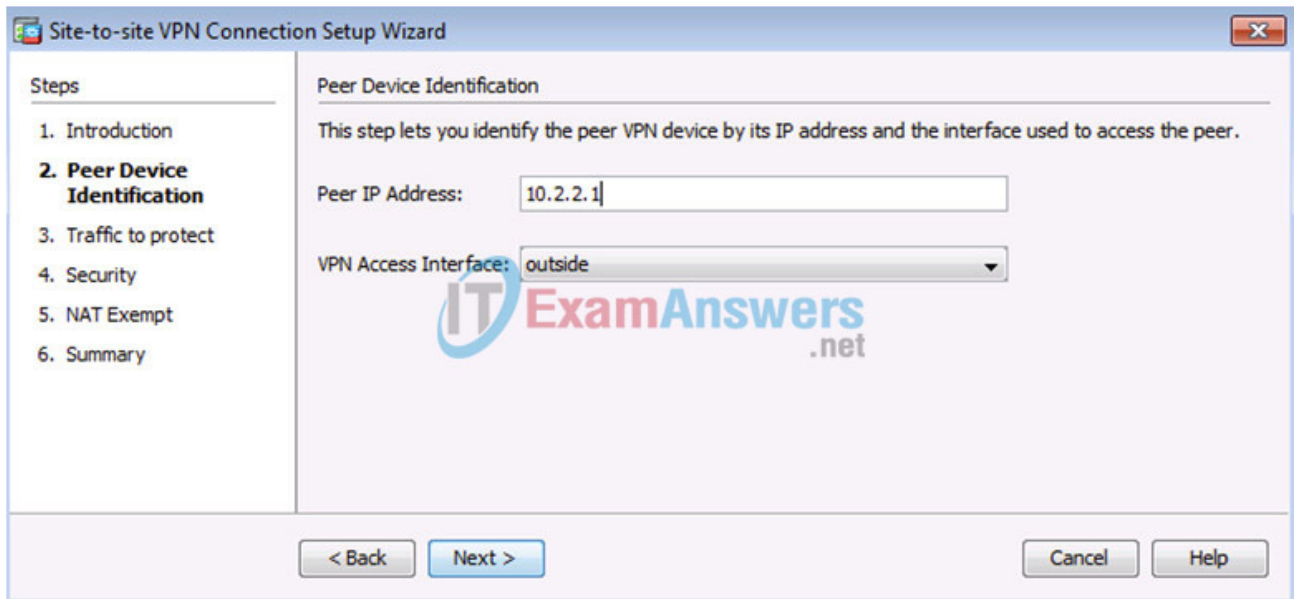 Site-to-site VPN Connection Setup Wizard
Steps
1. Introduction
2. Peer Device
Identification
3. Traffic to protect
4. Security
5. NAT Exempt
6. Summary
Peer Device Identification
This step lets you identify the peer VPN device by its IP address and the interface used to access the peer.
Peer IP Address: 10.2.2.1
VPN Access Interface: outside
ITExamAnswers
.net
< Back Next > Cancel Help